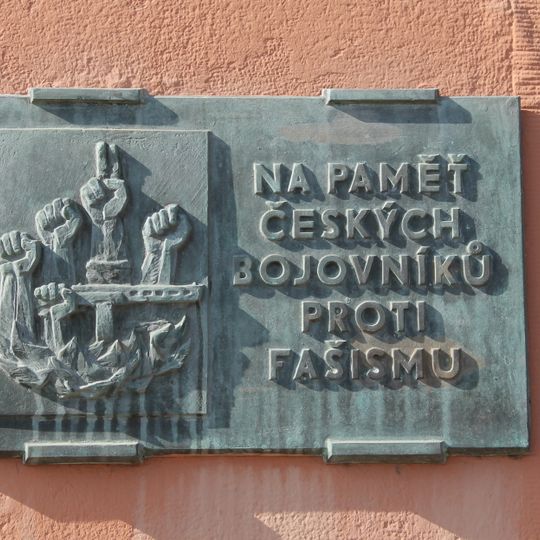 NA PAMĚŤ
ČESKÝCH
BOJOVNÍKŮ
PROTI
FAŠISMU